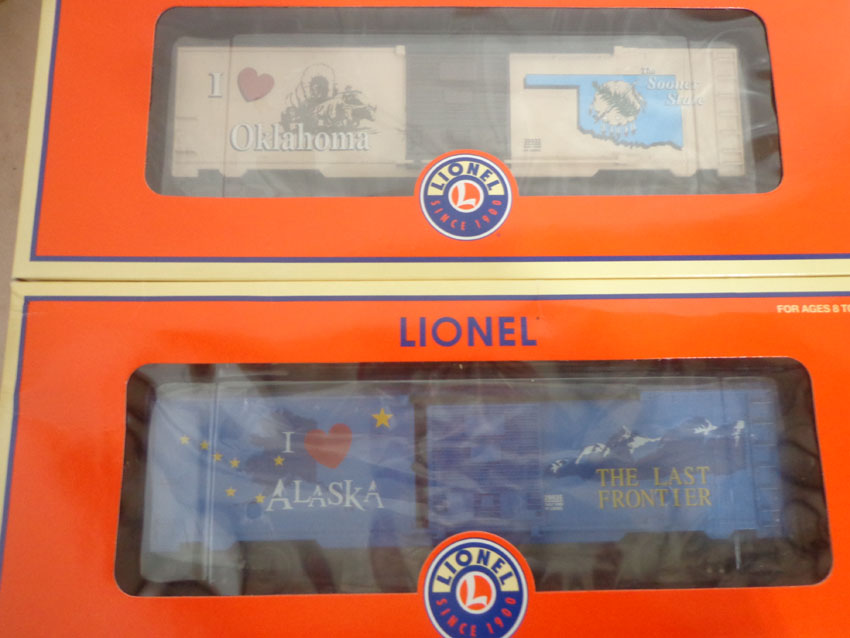 I
Oklahoma
The
Sooner
State
LIONEL
L
SINCE 1900
LIONEL
FOR AGES 8 TO
I
ALASKA
THE LAST
FRONTIER
LIONEL
L
SINCE 1900